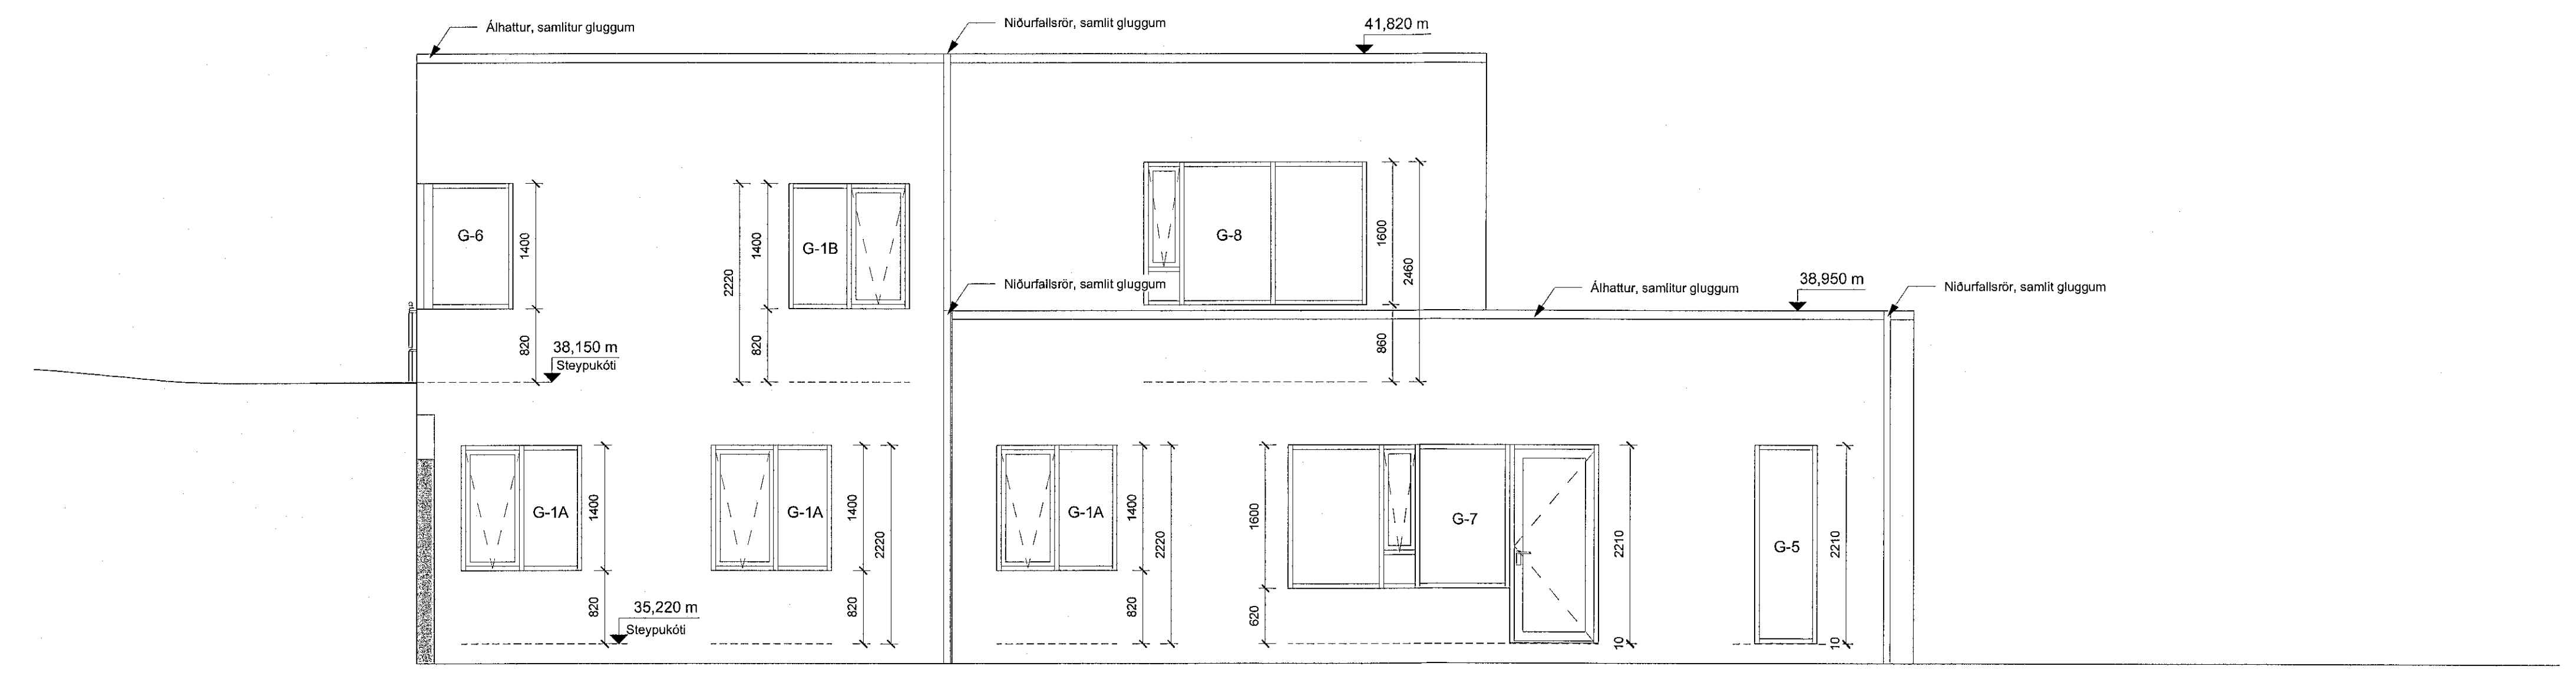 Álhattur, samlitur gluggum
Niðurfallsrör, samlit gluggum
41,820 m
G-6
1400
820
2220
1400
820
G-1B
G-8
1600
2460
860
Niðurfallsrör, samlit gluggum
Álhattur, samlitur gluggum
38,950 m
Niðurfallsrör, samlit gluggum
38,150 m
Steypukóti
G-1A
1400
820
G-1A
1400
2220
820
G-1A
1400
2220
820
1600
620
G-7
2210
10
G-5
2210
10
35,220 m
Steypukóti